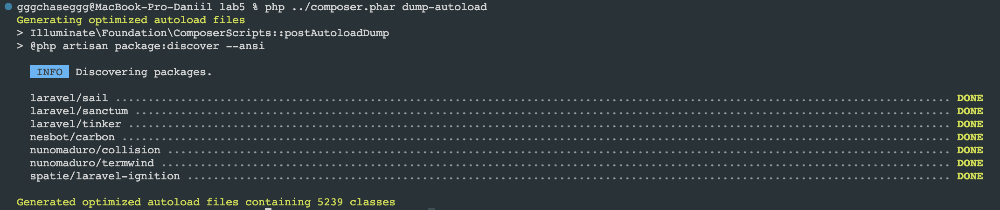 gggchaseggg@MacBook-Pro-Daniil lab5 % php ../composer.phar dump-autoload
Generating optimized autoload files
> Illuminate\Foundation\ComposerScripts::postAutoloadDump
> @php artisan package:discover --ansi
INFO Discovering packages.
laravel/sail ................................................................................................................................ DONE
laravel/sanctum ............................................................................................................................. DONE
laravel/tinker .............................................................................................................................. DONE
nesbot/carbon ............................................................................................................................... DONE
nunomaduro/collision ........................................................................................................................ DONE
nunomaduro/termwind ......................................................................................................................... DONE
spatie/laravel-ignition ..................................................................................................................... DONE
Generated optimized autoload files containing 5239 classes